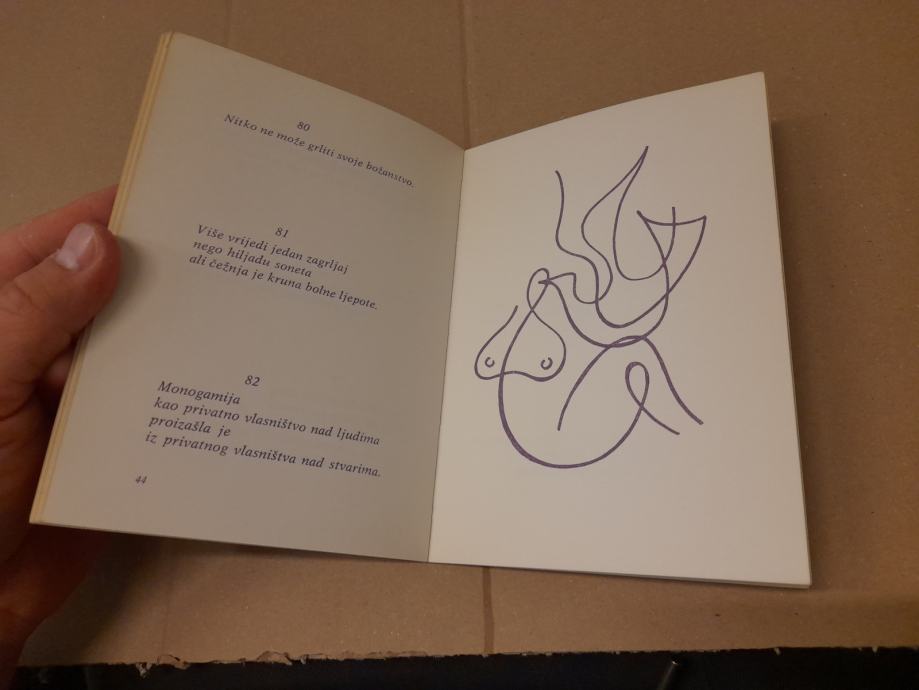 80
Nitko ne može grliti svoje božanstvo.
81
Više vrijedi jedan zagrljaj
nego hiljadu soneta
ali čežnja je kruna bolne ljepote.
82
Monogamija
kao privatno vlasništvo nad ljudima
proizašla je
iz privatnog vlasništva nad stvarima.
44